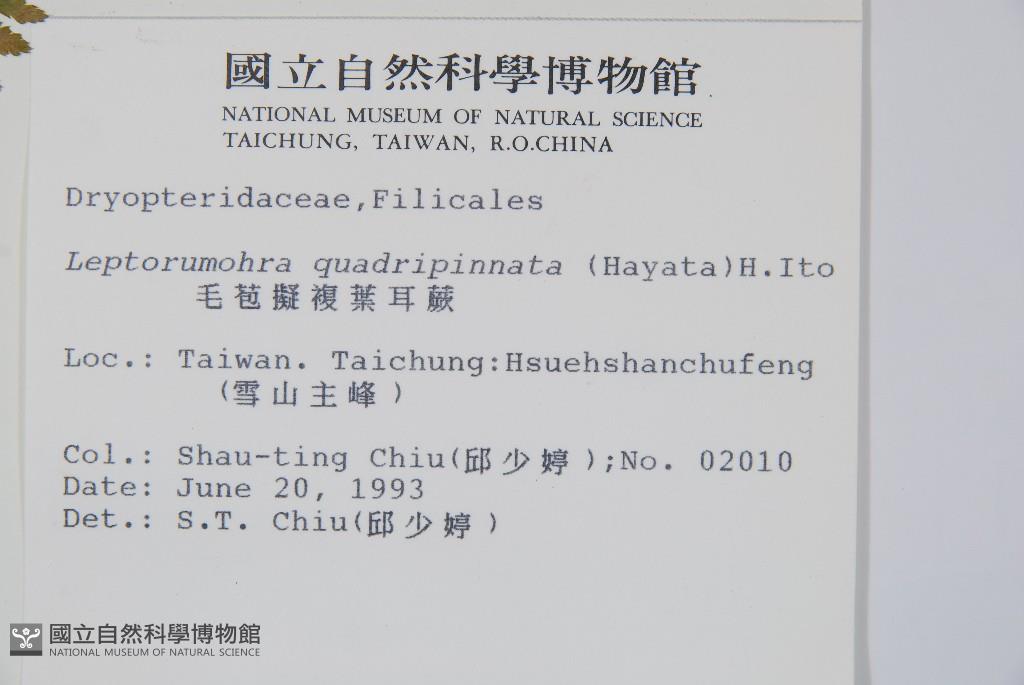 國立自然科學博物館
NATIONAL MUSEUM OF NATURAL SCIENCE
TAICHUNG, TAIWAN, R.O.CHINA
Dryopteridaceae,Filicales
Leptorumohra quadripinnata (Hayata)H.Ito
毛苞擬複葉耳蕨
Loc.: Taiwan. Taichung:Hsuehshanchufeng
(雪山主峰)
Col.: Shau-ting Chiu(邱少婷);No. 02010
Date: June 20, 1993
Det.: S.T. Chiu(邱少婷)
國立自然科學博物館
NATIONAL MUSEUM OF NATURAL SCIENCE